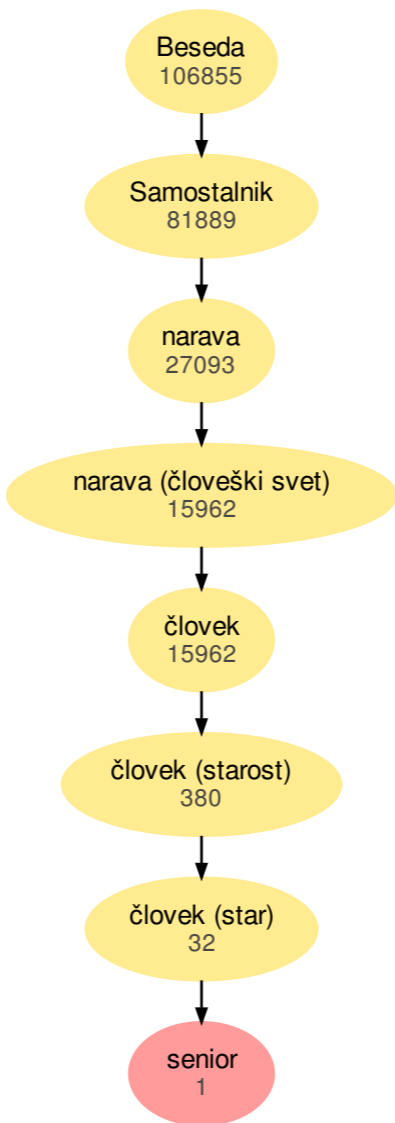 Beseda
106855
Samostalnik
81889
narava
27093
narava (človeški svet)
15962
človek
15962
človek (starost)
380
človek (star)
32
senior
1